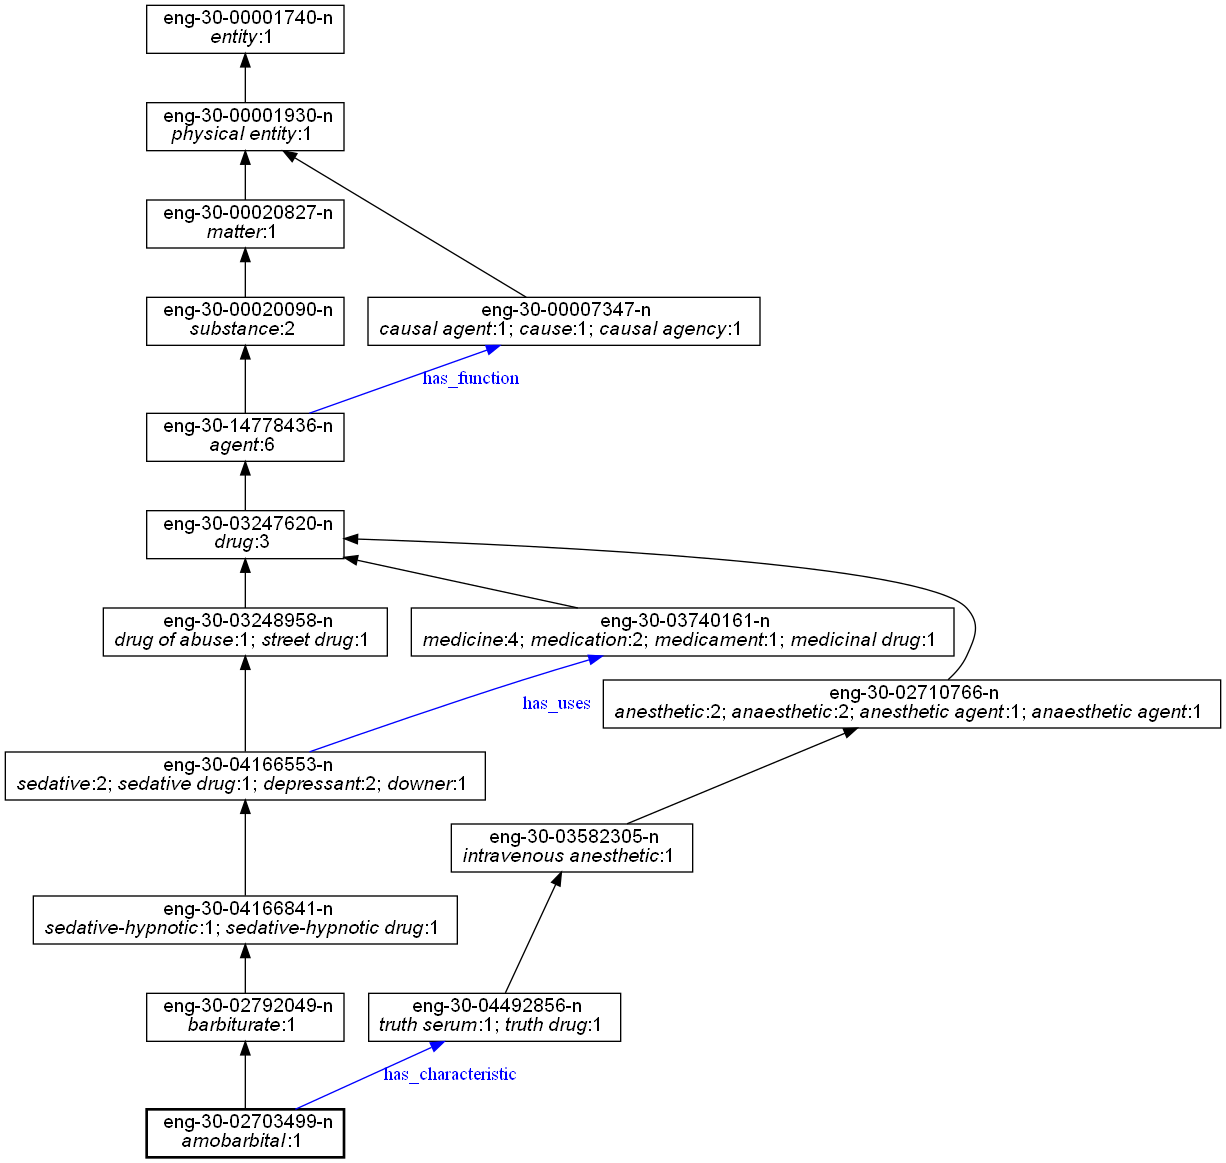 eng-30-00001740-n
entity:1
eng-30-00001930-n
physical entity:1
eng-30-00020827-n
matter:1
eng-30-00020090-n
substance:2
eng-30-00007347-n
causal agent:1; cause:1; causal agency:1
has_function
eng-30-14778436-n
agent:6
eng-30-03247620-n
drug:3
eng-30-03248958-n
drug of abuse:1; street drug:1
eng-30-03740161-n
medicine:4; medication:2; medicament:1; medicinal drug:1
eng-30-02710766-n
anesthetic:2; anaesthetic:2; anesthetic agent:1; anaesthetic agent:1
has_uses
eng-30-04166553-n
sedative:2; sedative drug:1; depressant:2; downer:1
eng-30-03582305-n
intravenous anesthetic:1
eng-30-04166841-n
sedative-hypnotic:1; sedative-hypnotic drug:1
eng-30-02792049-n
barbiturate:1
eng-30-04492856-n
truth serum:1; truth drug:1
has_characteristic
eng-30-02703499-n
amobarbital:1